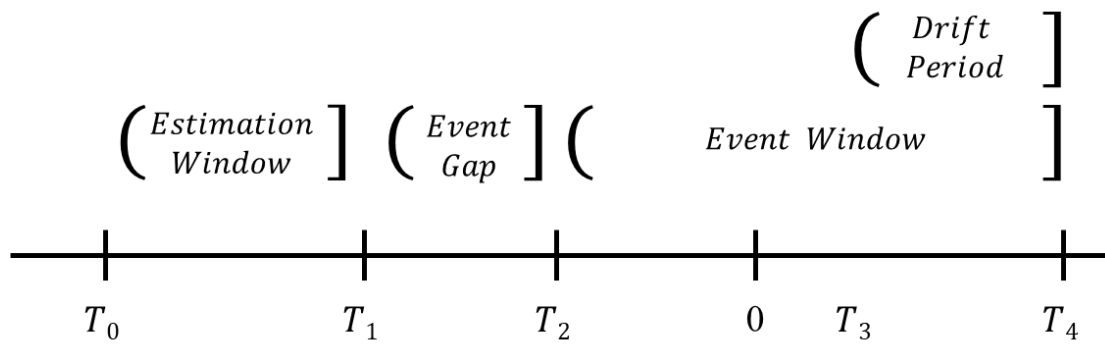 Drift
Period
Estimation
Window
Event
Gap
Event Window
T0 T1 T2 0 T3 T4